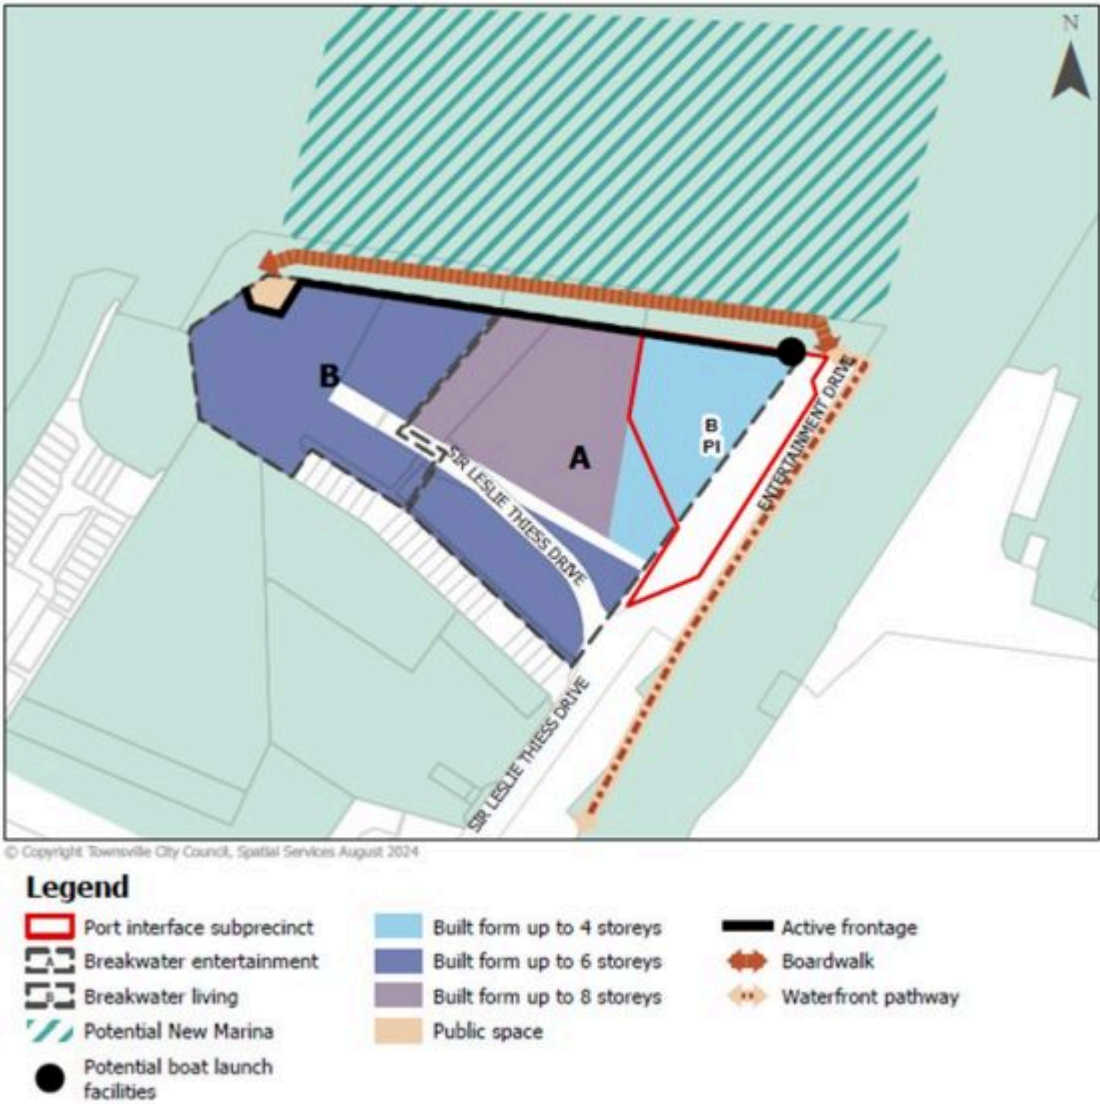 N
B
B
PI
A
ENTERTAINMENT DRIVE
SIR LESLIE THIESS DRIVE
SIR LESLIE THIESS DRIVE
© Copyright Townsville City Council, Spatial Services August 2024
Legend
Port interface subprecinct
A Breakwater entertainment
B Breakwater living
Potential New Marina
Potential boat launch
facilities
Built form up to 4 storeys
Built form up to 6 storeys
Built form up to 8 storeys
Public space
Active frontage
Boardwalk
Waterfront pathway